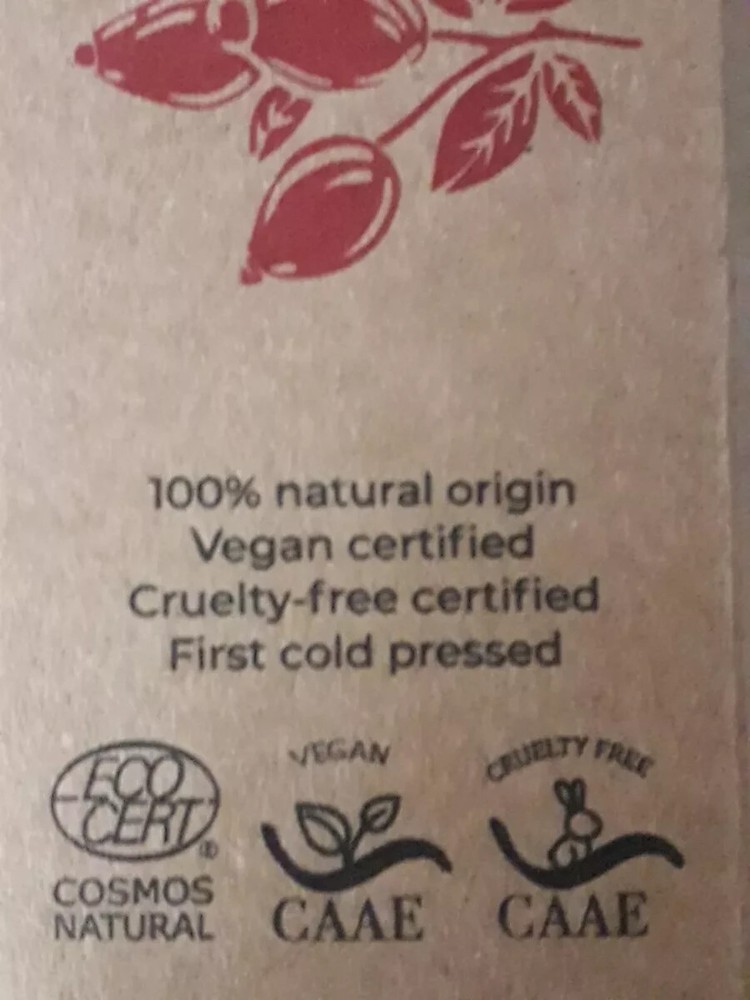 100% natural origin
Vegan certified
Cruelty-free certified
First cold pressed
ECO
CERT
®
COSMOS
NATURAL
VEGAN
CAAE
CRUELTY FREE
CAAE